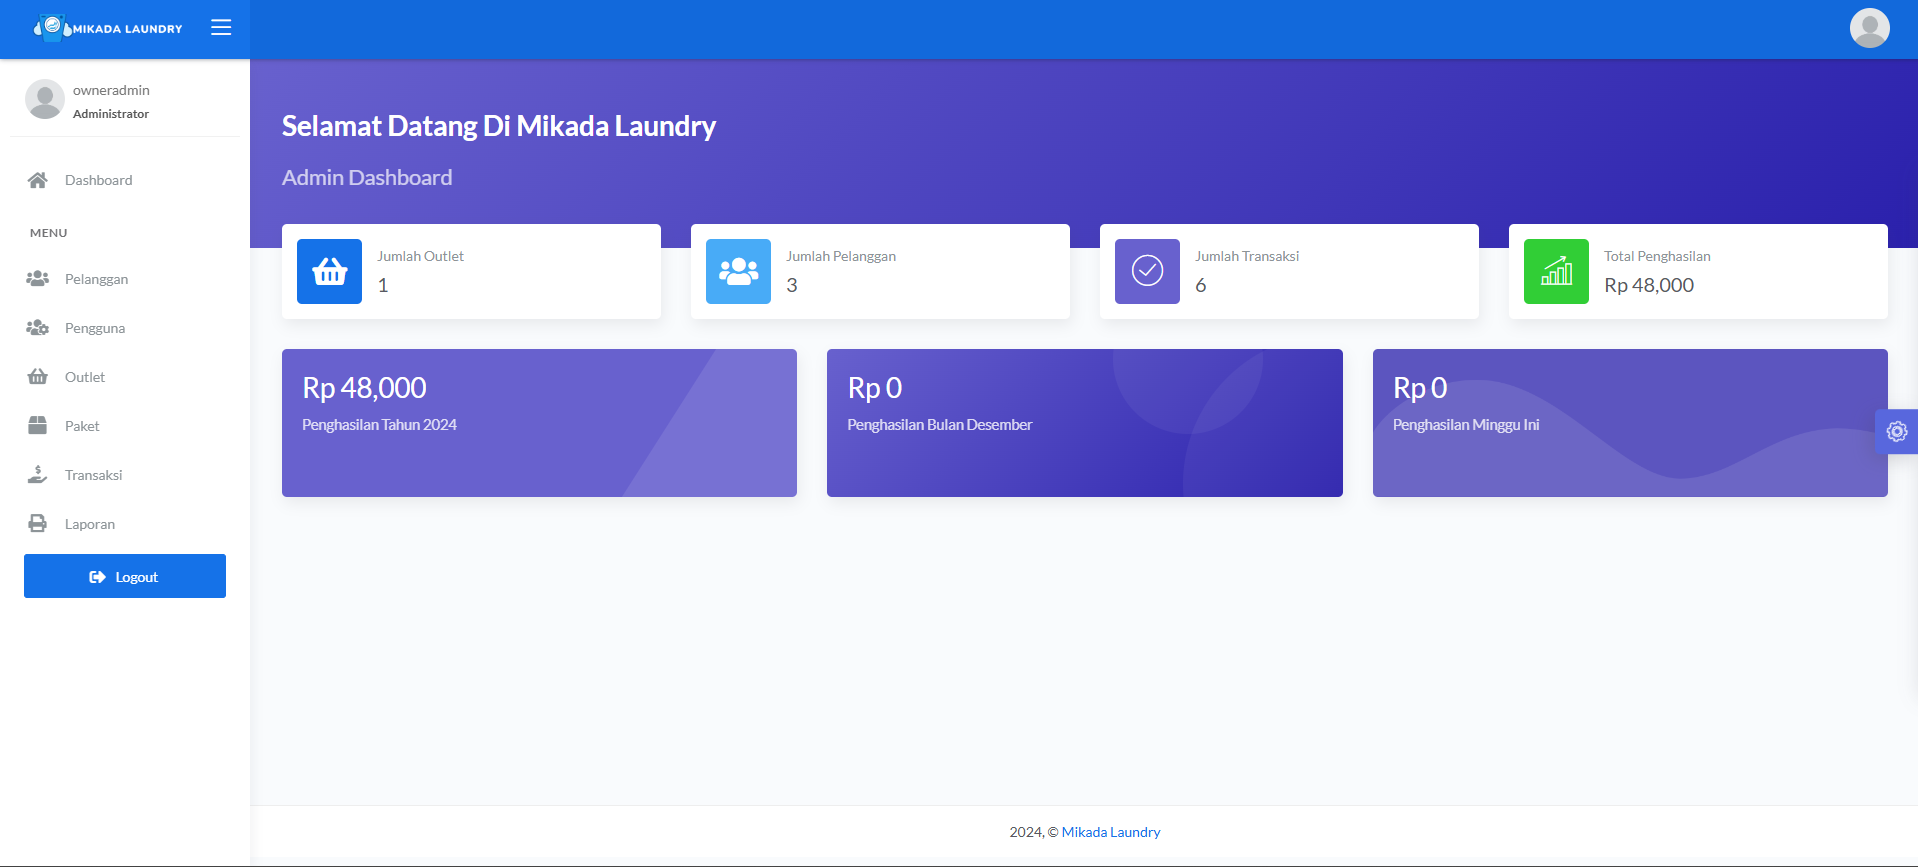 MIKADA LAUNDRY
owneradmin
Administrator
Dashboard
MENU
Pelanggan
Pengguna
Outlet
Paket
Transaksi
Laporan
Logout
Selamat Datang Di Mikada Laundry
Admin Dashboard
Jumlah Outlet
1
Jumlah Pelanggan
3
Jumlah Transaksi
6
Total Penghasilan
Rp 48,000
Rp 48,000
Penghasilan Tahun 2024
Rp 0
Penghasilan Bulan Desember
Rp 0
Penghasilan Minggu Ini
2024, © Mikada Laundry